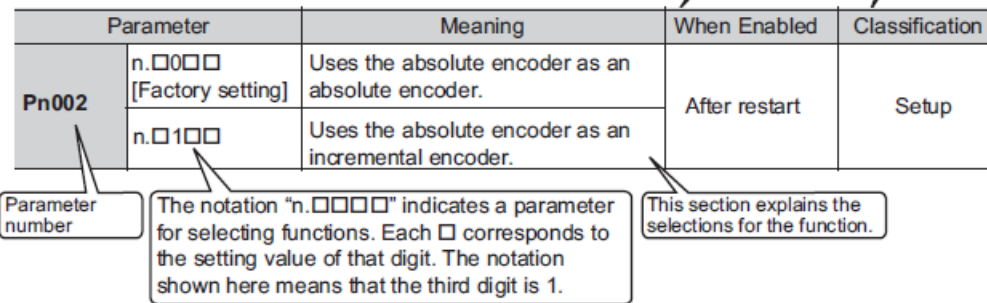 Parameter Meaning When Enabled Classification
Pn002
n.□0□□
[Factory setting]
Uses the absolute encoder as an
absolute encoder.
n.□1□□
Uses the absolute encoder as an
incremental encoder.
After restart
Setup
Parameter
number
The notation “n.□□□□” indicates a parameter
for selecting functions. Each □ corresponds to
the setting value of that digit. The notation
shown here means that the third digit is 1.
This section explains the
selections for the function.